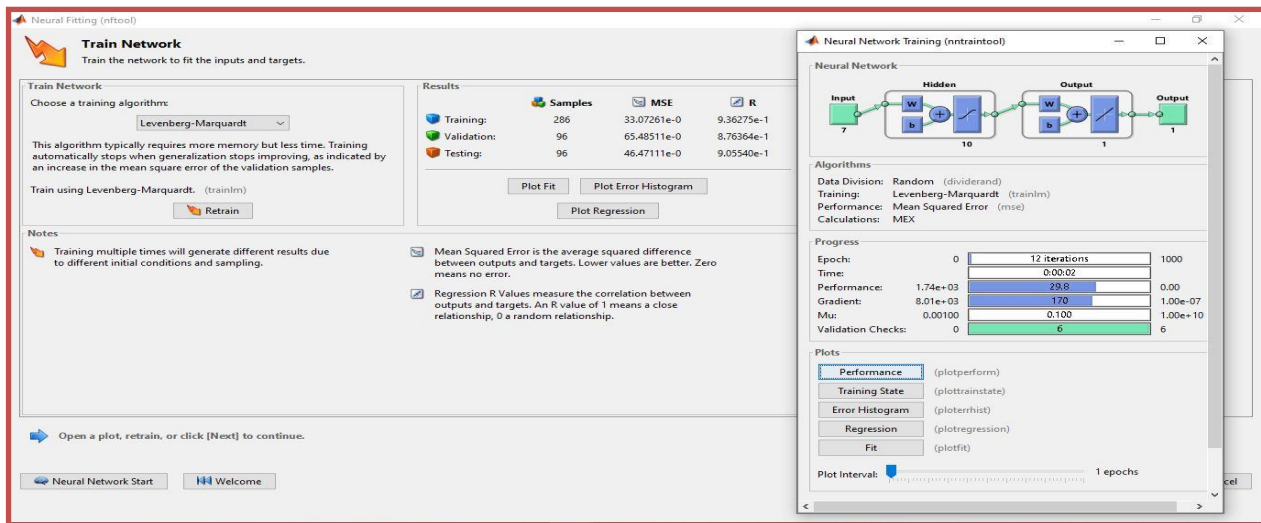 Neural Fitting (nftool)
Train Network
Train the network to fit the inputs and targets.
Train Network
Choose a training algorithm:
Levenberg-Marquardt
This algorithm typically requires more memory but less time. Training
automatically stops when generalization stops improving, as indicated by
an increase in the mean square error of the validation samples.
Train using Levenberg-Marquardt. (trainlm)
Retrain
Results
Samples MSE R
Training: 286 33.07261e-0 9.36275e-1
Validation: 96 65.48511e-0 8.76364e-1
Testing: 96 46.47111e-0 9.05540e-1
Plot Fit Plot Error Histogram
Plot Regression
Notes
Training multiple times will generate different results due
to different initial conditions and sampling.
Mean Squared Error is the average squared difference
between outputs and targets. Lower values are better. Zero
means no error.
Regression R Values measure the correlation between
outputs and targets. An R value of 1 means a close
relationship, 0 a random relationship.
Open a plot, retrain, or click [Next] to continue.
Neural Network Start Welcome
cel
Neural Network Training (nntraintool)
Neural Network
Hidden Output
Input W W Output
b b
7 10 1 1
Algorithms
Data Division: Random (dividerand)
Training: Levenberg-Marquardt (trainlm)
Performance: Mean Squared Error (mse)
Calculations: MEX
Progress
Epoch: 0 12 iterations 1000
Time: 0:00:02
Performance: 1.74e+03 29.8 0.00
Gradient: 8.01e+03 170 1.00e-07
Mu: 0.00100 0.100 1.00e+10
Validation Checks: 0 6 6
Plots
Performance (plotperform)
Training State (plottrainstate)
Error Histogram (ploterrhist)
Regression (plotregression)
Fit (plotfit)
Plot Interval: 1 epochs